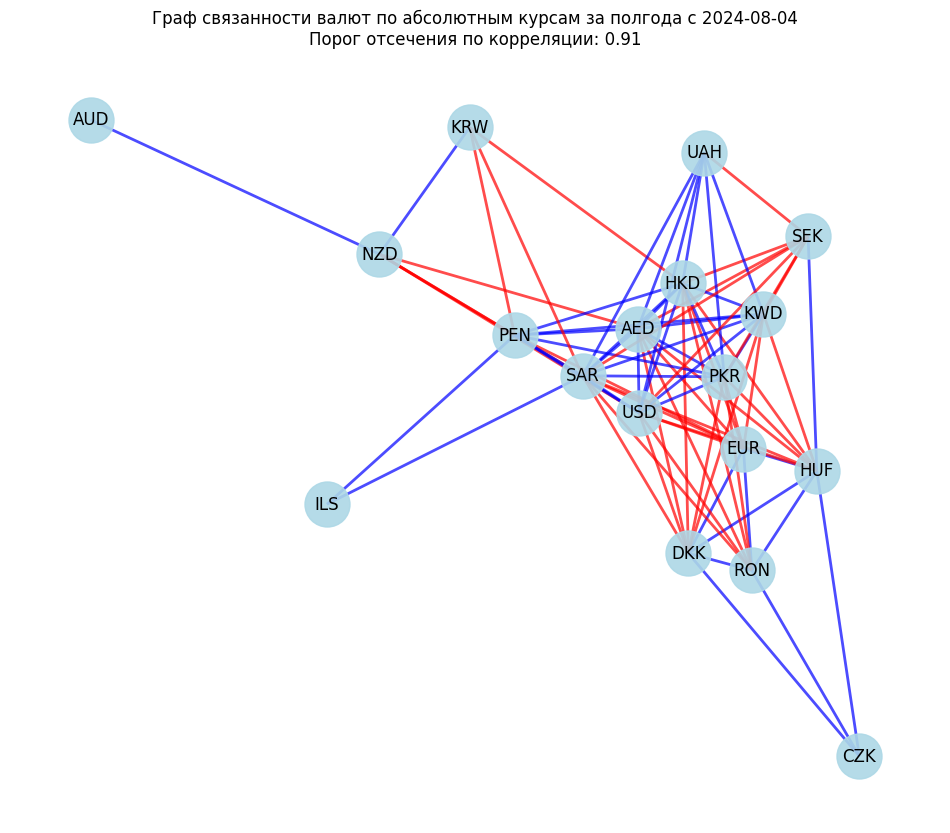 Граф связанности валют по абсолютным курсам за полгода с 2024-08-04
Порог отсечения по корреляции: 0.91
AUD
KRW
UAH
SEK
NZD
HKD
KWD
PEN
AED
SAR
PKR
USD
EUR
HUF
ILS
DKK
RON
CZK